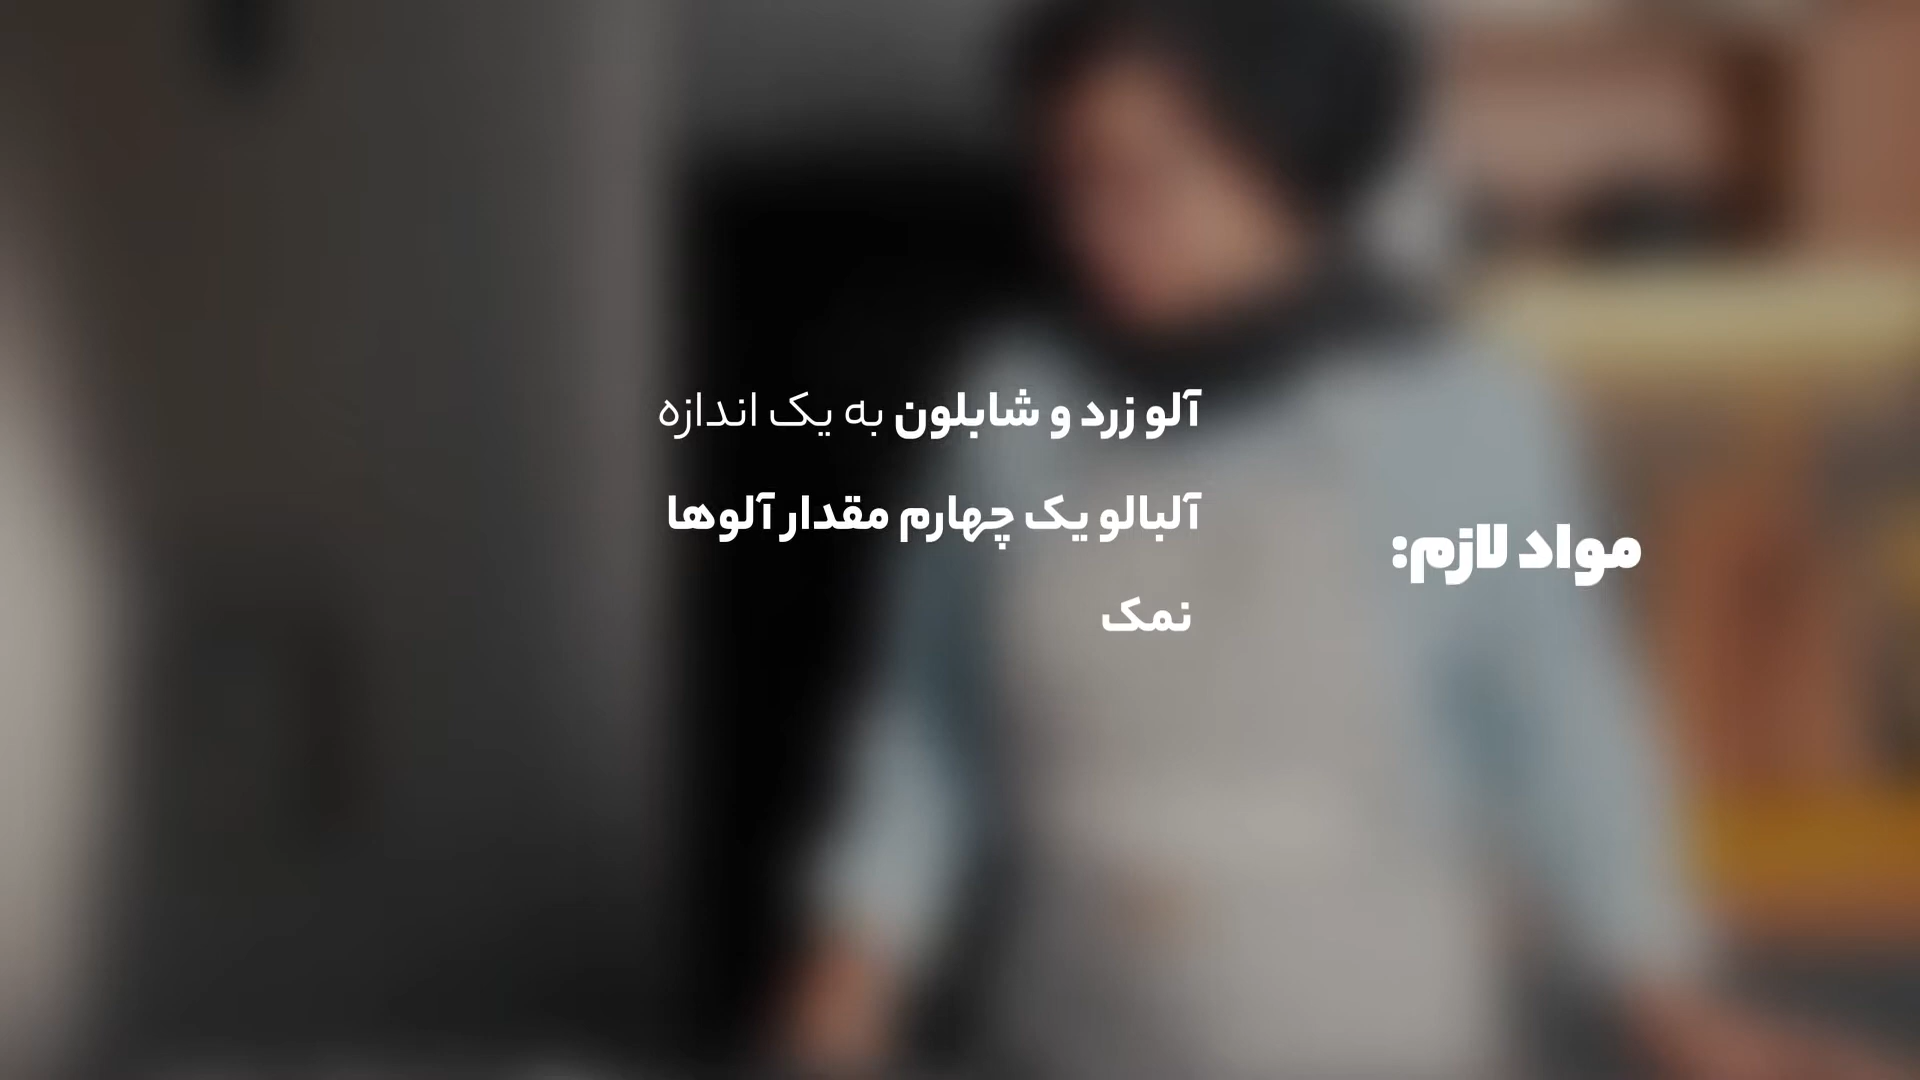 مواد لازم:
آلو زرد و شابلون به یک اندازه
آلبالو یک چهارم مقدار آلوها
نمک